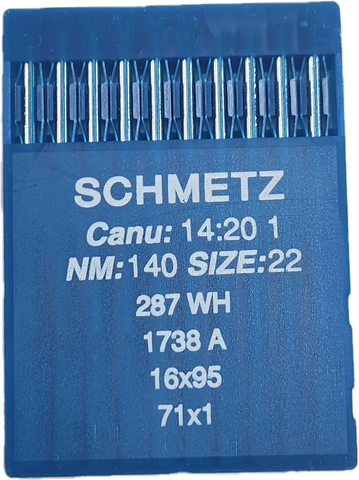 SCHMETZ
Canu: 14:20 1
NM:140 SIZE:22
287 WH
1738 A
16x95
71x1